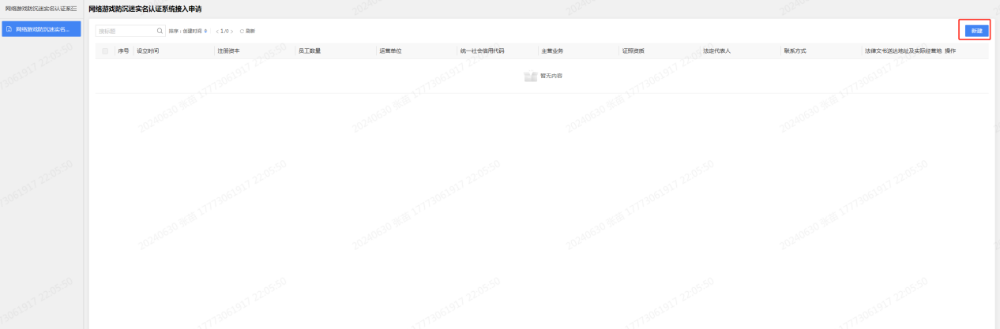 网络游戏防沉迷实名认证系
网络游戏防沉迷实名认证系统接入申请
网络游戏防沉迷实名...
搜标题
排序：创建时间
< 1 /0 >
刷新
新建
序号 设立时间 注册资本 员工数量 运营单位 统一社会信用代码 主营业务 证照资质 法定代表人 联系方式 法律文书送达地址及实际经营地 操作
暂无内容
20240630 张苗 17773061917 22:05:50